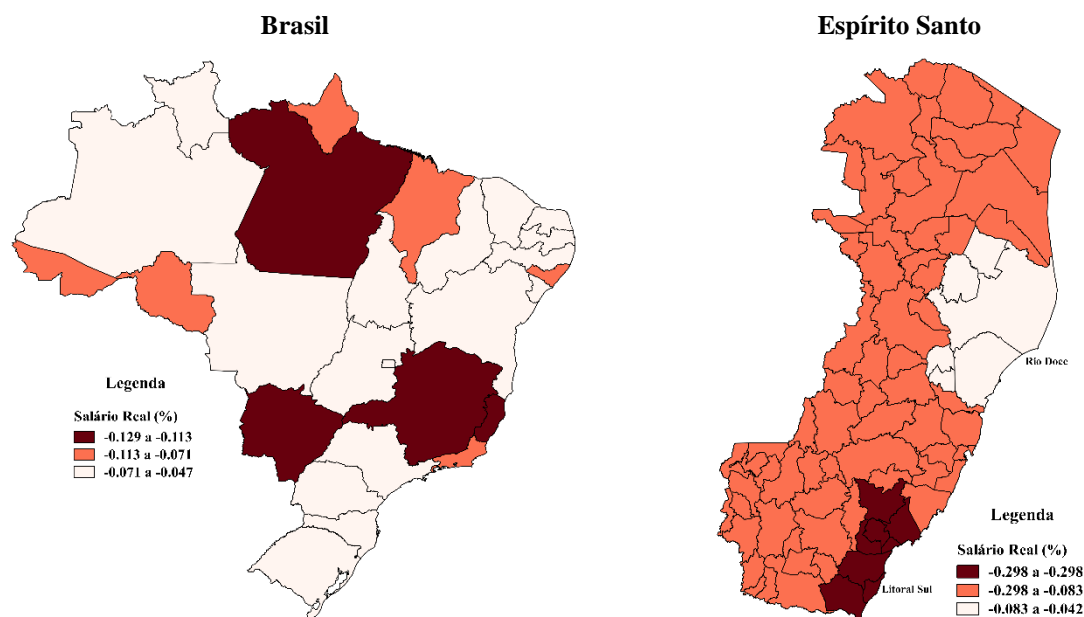 Brasil
Espírito Santo
Legenda
Salário Real (%)
-0.129 a -0.113
-0.113 a -0.071
-0.071 a -0.047
Rio Doce
Litoral Sul
Legenda
Salário Real (%)
-0.298 a -0.298
-0.298 a -0.083
-0.083 a -0.042